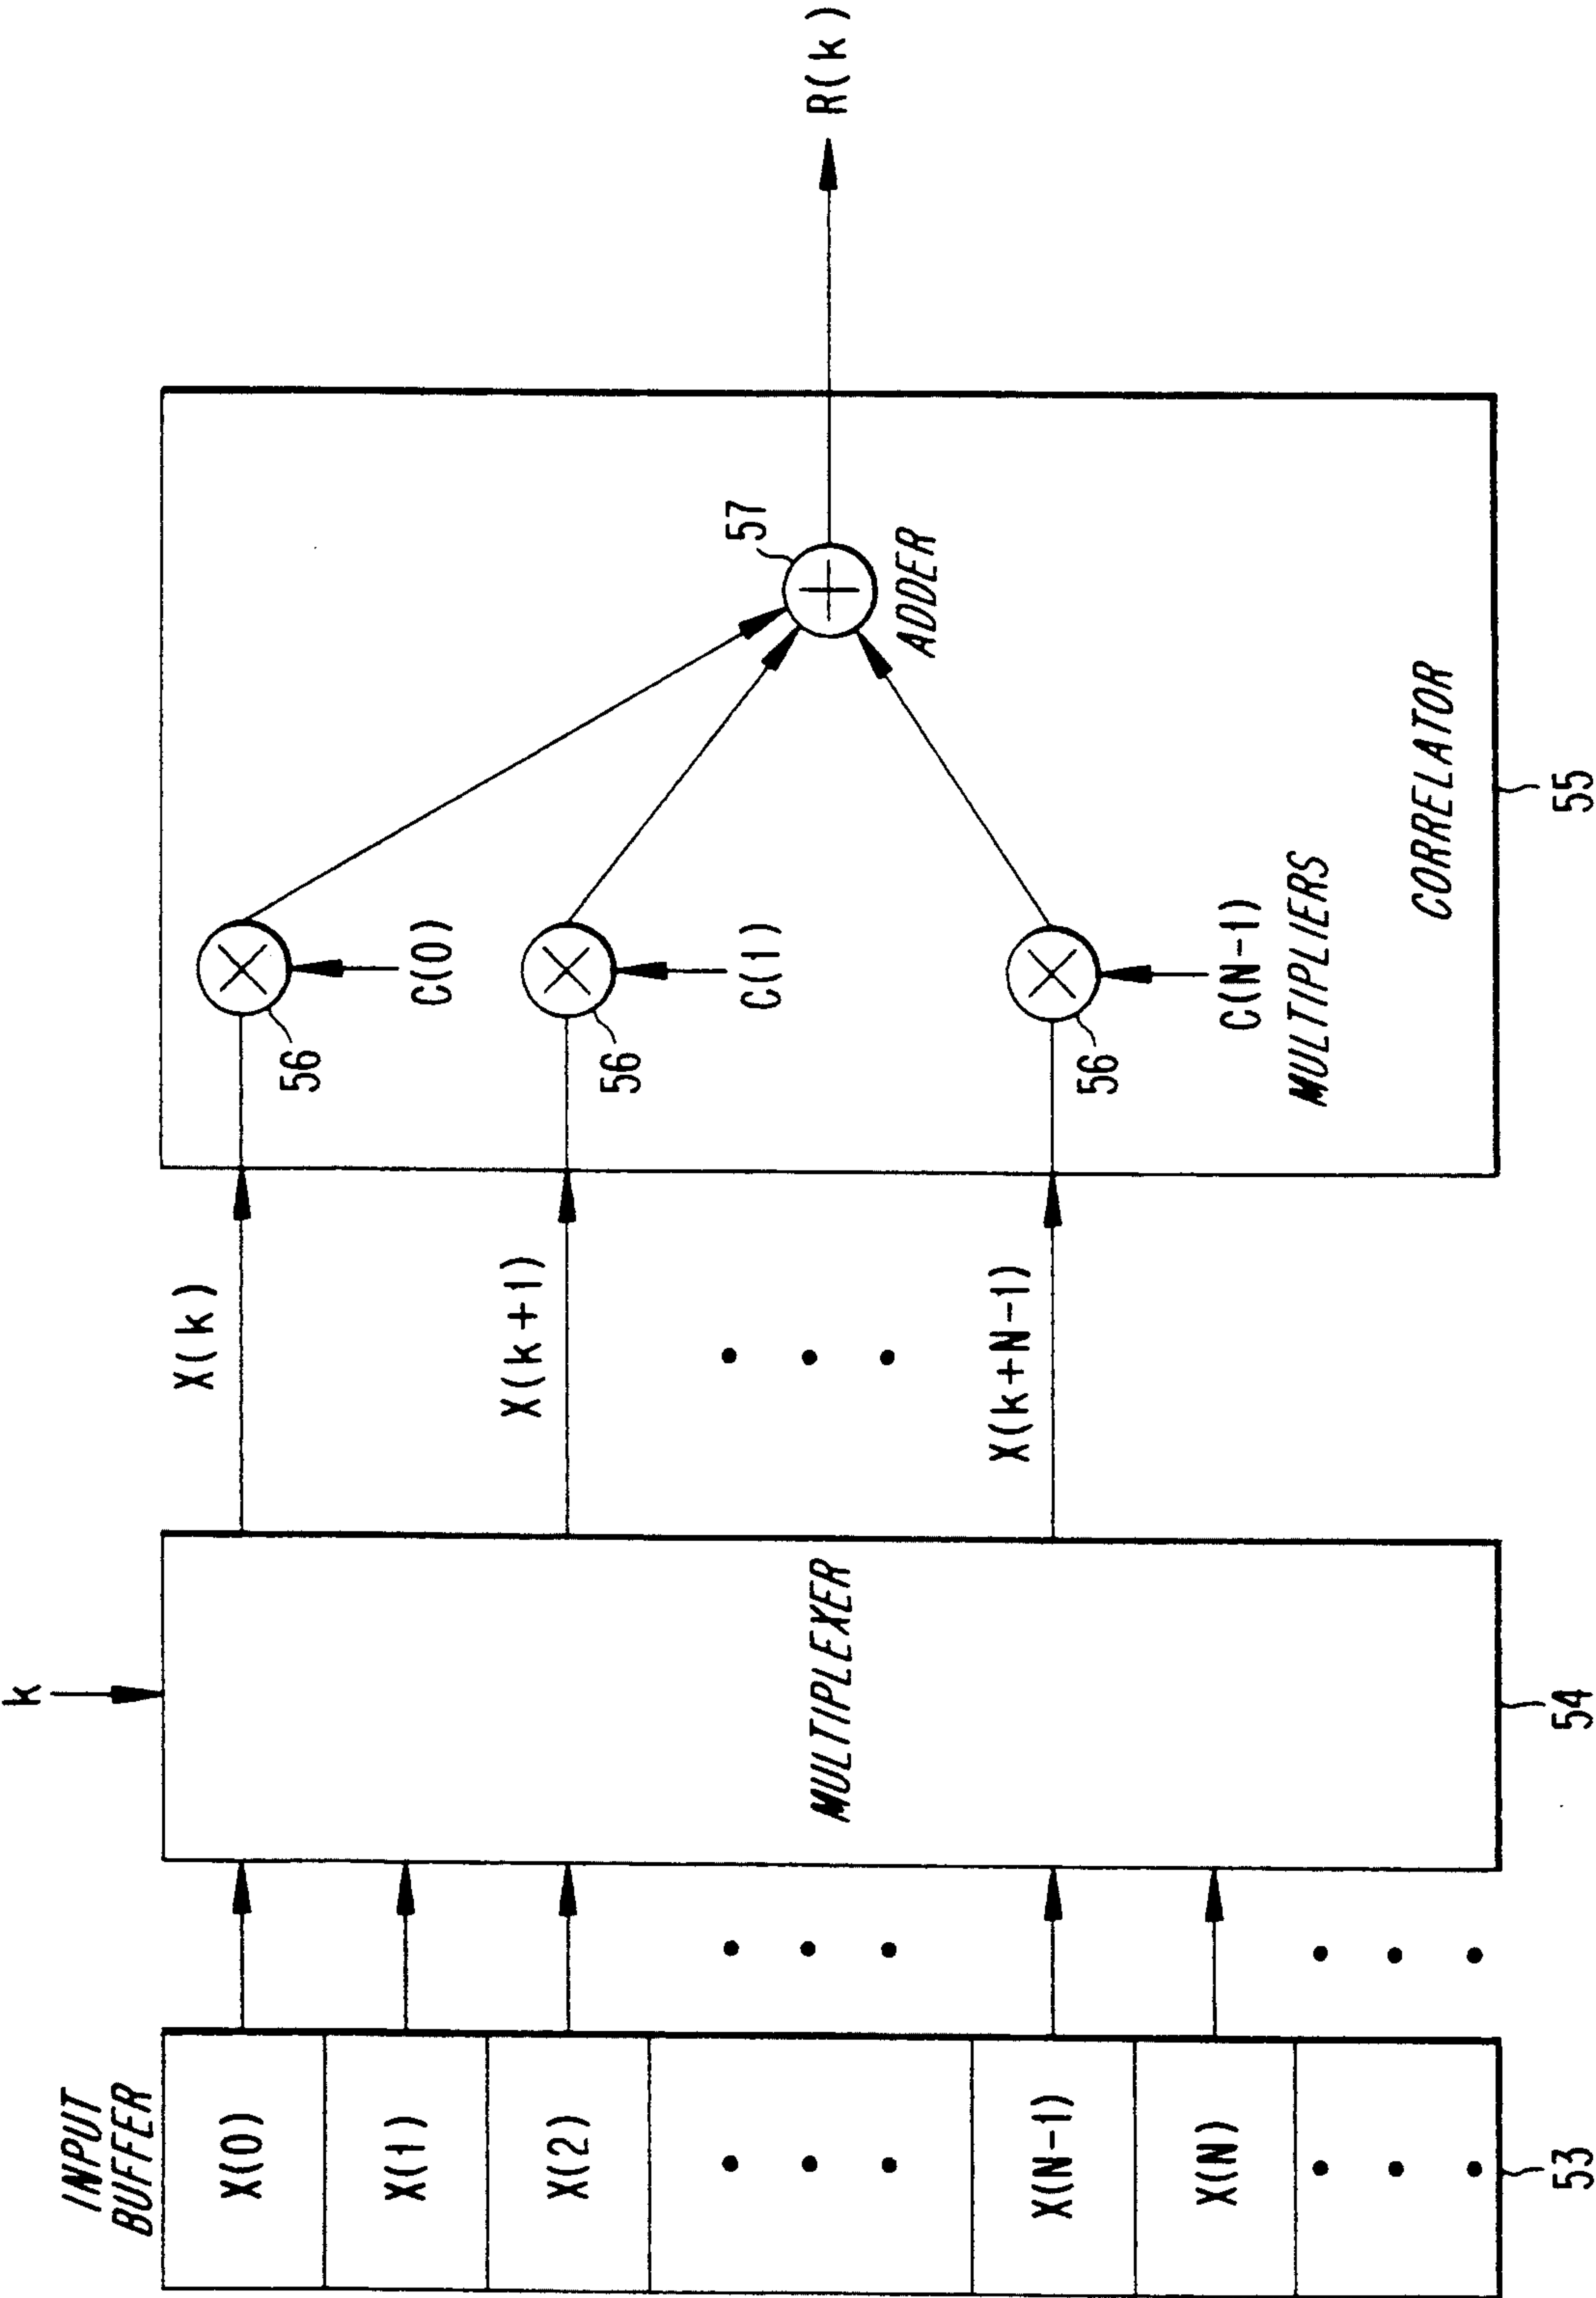 INPUT
BUFFER
X(0)
X(1)
X(2)
X(N-1)
X(N)
53
k
MULTIPLEXER
54
X(k)
X(k+1)
X(k+N-1)
56
C(0)
56
C(1)
56
C(N-1)
MULTIPLIERS
57
ADDER
CORRELATOR
55
R(k)